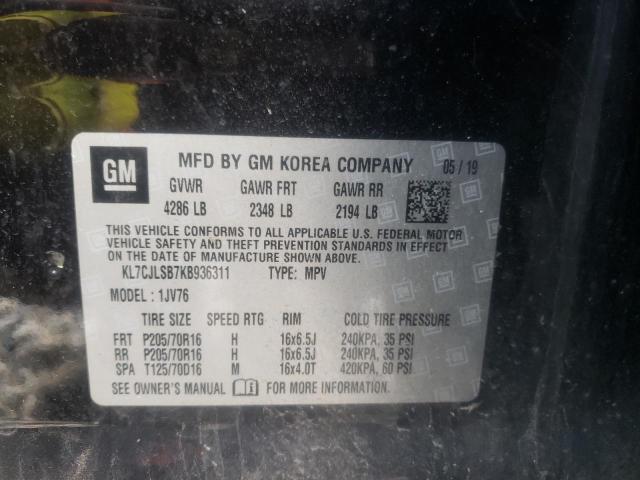 GM MFD BY GM KOREA COMPANY 05/19
GVWR GAWR FRT GAWR RR
4286 LB 2348 LB 2194 LB
THIS VEHICLE CONFORMS TO ALL APPLICABLE U.S. FEDERAL MOTOR
VEHICLE SAFETY AND THEFT PREVENTION STANDARDS IN EFFECT
ON THE DATE OF MANUFACTURE SHOWN ABOVE.
KL7CJLSB7KB936311 TYPE: MPV
MODEL: 1JV76
TIRE SIZE SPEED RTG RIM COLD TIRE PRESSURE
FRT P205/70R16 H 16x6.5J 240KPA, 35 PSI
RR P205/70R16 H 16x6.5J 240KPA, 35 PSI
SPA T125/70D16 M 16x4.0T 420KPA, 60 PSI
SEE OWNER'S MANUAL FOR MORE INFORMATION.